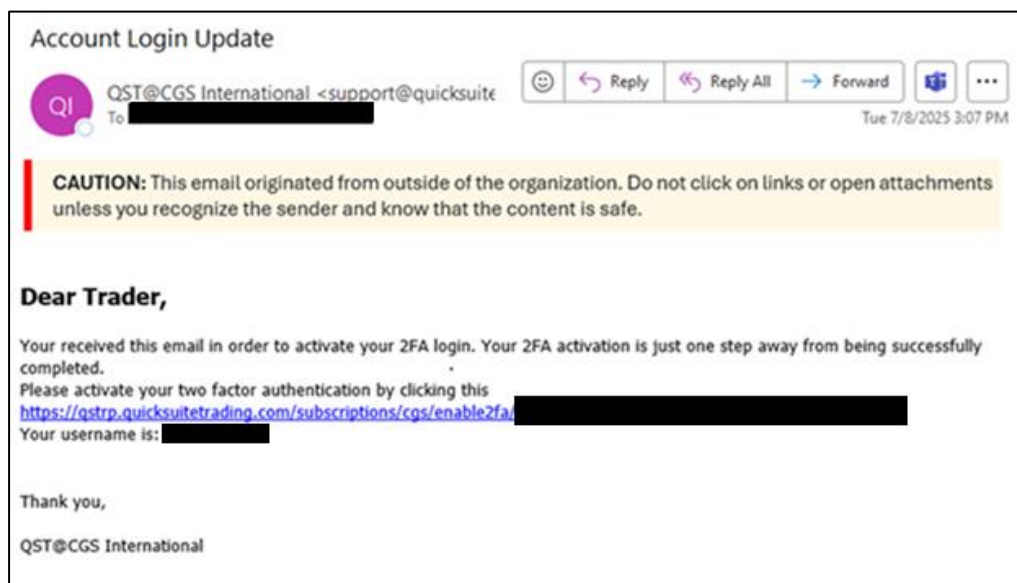 Account Login Update
QI
QST@CGS International <support@quicksuite
Reply
Reply All
Forward
To
Tue 7/8/2025 3:07 PM
CAUTION: This email originated from outside of the organization. Do not click on links or open attachments
unless you recognize the sender and know that the content is safe.
Dear Trader,
Your received this email in order to activate your 2FA login. Your 2FA activation is just one step away from being successfully
completed.
Please activate your two factor authentication by clicking this
https://qstrp.quicksuitetrading.com/subscriptions/cgs/enable2fa/
Your username is:
Thank you,
QST@CGS International